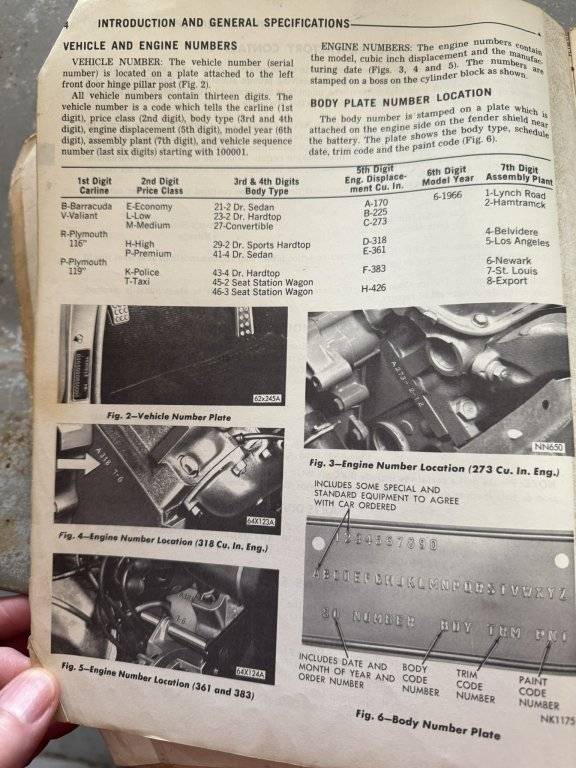 4 INTRODUCTION AND GENERAL SPECIFICATIONS
VEHICLE AND ENGINE NUMBERS
VEHICLE NUMBER: The vehicle number (serial
number) is located on a plate attached to the left
front door hinge pillar post (Fig. 2).
All vehicle numbers contain thirteen digits. The
vehicle number is a code which tells the carline (1st
digit), price class (2nd digit), body type (3rd and 4th
digit), engine displacement (5th digit), model year (6th
digit), assembly plant (7th digit), and vehicle sequence
number (last six digits) starting with 100001.
ENGINE NUMBERS: The engine numbers contain
the model, cubic inch displacement and the manufac-
turing date (Figs. 3, 4 and 5). The numbers are
stamped on a boss on the cylinder block as shown.
BODY PLATE NUMBER LOCATION
The body number is stamped on a plate which is
attached on the engine side on the fender shield near
the battery. The plate shows the body type, schedule
date, trim code and the paint code (Fig. 6).
1st Digit 2nd Digit 3rd & 4th Digits 5th Digit 6th Digit 7th Digit
Carline Price Class Body Type Eng. Displace- Model Year Assembly Plant
ment Cu. In.
B-Barracuda E-Economy 21-2 Dr. Sedan A-170 6-1966 1-Lynch Road
V-Valiant L-Low 23-2 Dr. Hardtop B-225 2-Hamtramck
M-Medium 27-Convertible C-273
R-Plymouth 4-Belvidere
116" H-High 29-2 Dr. Sports Hardtop D-318 5-Los Angeles
P-Premium 41-4 Dr. Sedan E-361
P-Plymouth 6-Newark
119" K-Police 43-4 Dr. Hardtop F-383 7-St. Louis
T-Taxi 45-2 Seat Station Wagon 8-Export
46-3 Seat Station Wagon H-426
62x245A
Fig. 2—Vehicle Number Plate
A318 T-6
64X123A
Fig. 4—Engine Number Location (318 Cu. In. Eng.)
64X124A
Fig. 5—Engine Number Location (361 and 383)
A273-2-12
NN650
Fig. 3—Engine Number Location (273 Cu. In. Eng.)
INCLUDES SOME SPECIAL AND
STANDARD EQUIPMENT TO AGREE
WITH CAR ORDERED
1234567890
ABCDEFGHJKLMNPQRSTVWXYZ
SO NUMBER BDY TRM PNT
INCLUDES DATE AND
MONTH OF YEAR AND
ORDER NUMBER
BODY
CODE
NUMBER
TRIM
CODE
NUMBER
PAINT
CODE
NUMBER
NK1175
Fig. 6—Body Number Plate